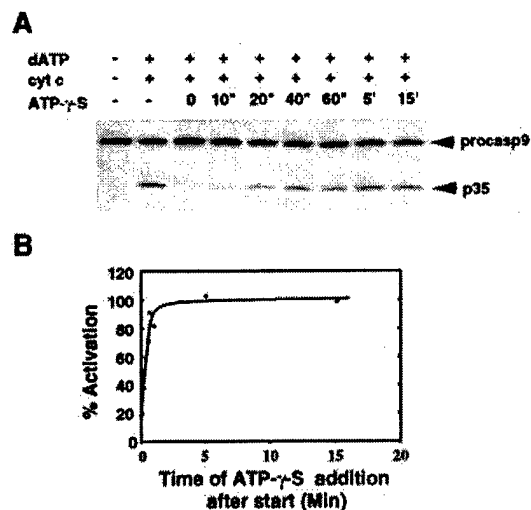 A
dATP - + + + + + + + +
cyt c - + + + + + + + +
ATP-γ-S - - 0 10" 20" 40" 60" 5' 15'
procasp9
p35
B
120
100
80
60
40
20
0
% Activation
0 5 10 15 20
Time of ATP-γ-S addition
after start (Min)